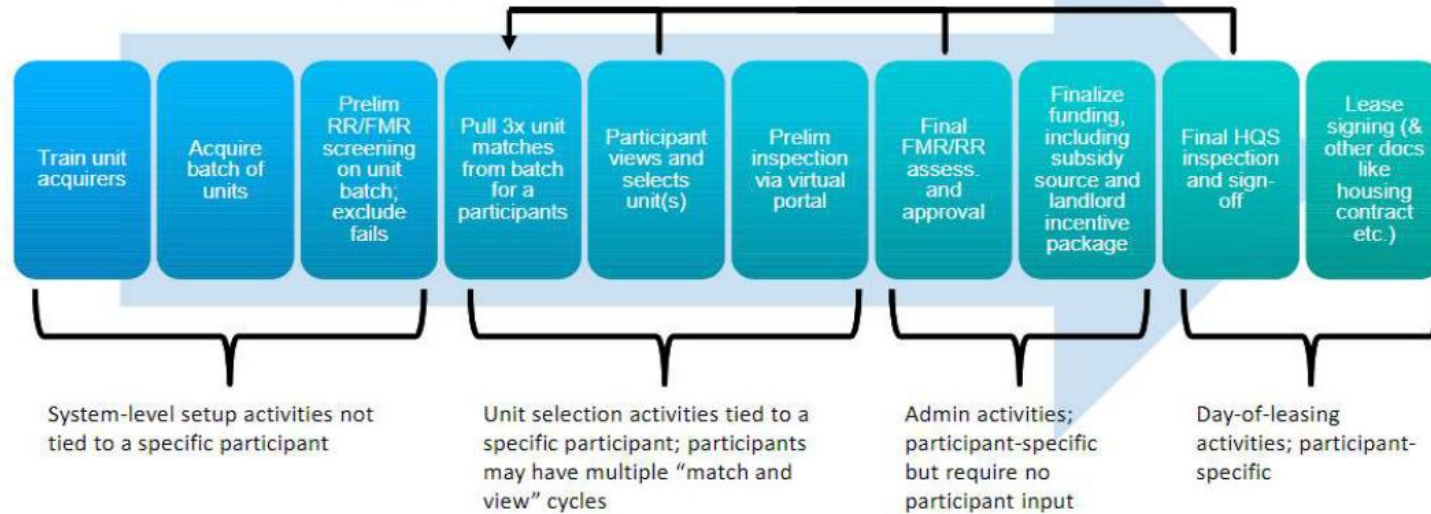 Train unit
acquirers
Acquire
batch of
units
Prelim
RR/FMR
screening
on unit
batch;
exclude
fails
Pull 3x unit
matches
from batch
for a
participants
Participant
views and
selects
unit(s)
Prelim
inspection
via virtual
portal
Final
FMR/RR
assess.
and
approval
Finalize
funding,
including
subsidy
source and
landlord
incentive
package
Final HQS
inspection
and sign-
off
Lease
signing (&
other docs
like
housing
contract
etc.)
System-level setup activities not
tied to a specific participant
Unit selection activities tied to a
specific participant; participants
may have multiple “match and
view” cycles
Admin activities;
participant-specific
but require no
participant input
Day-of-leasing
activities; participant-
specific